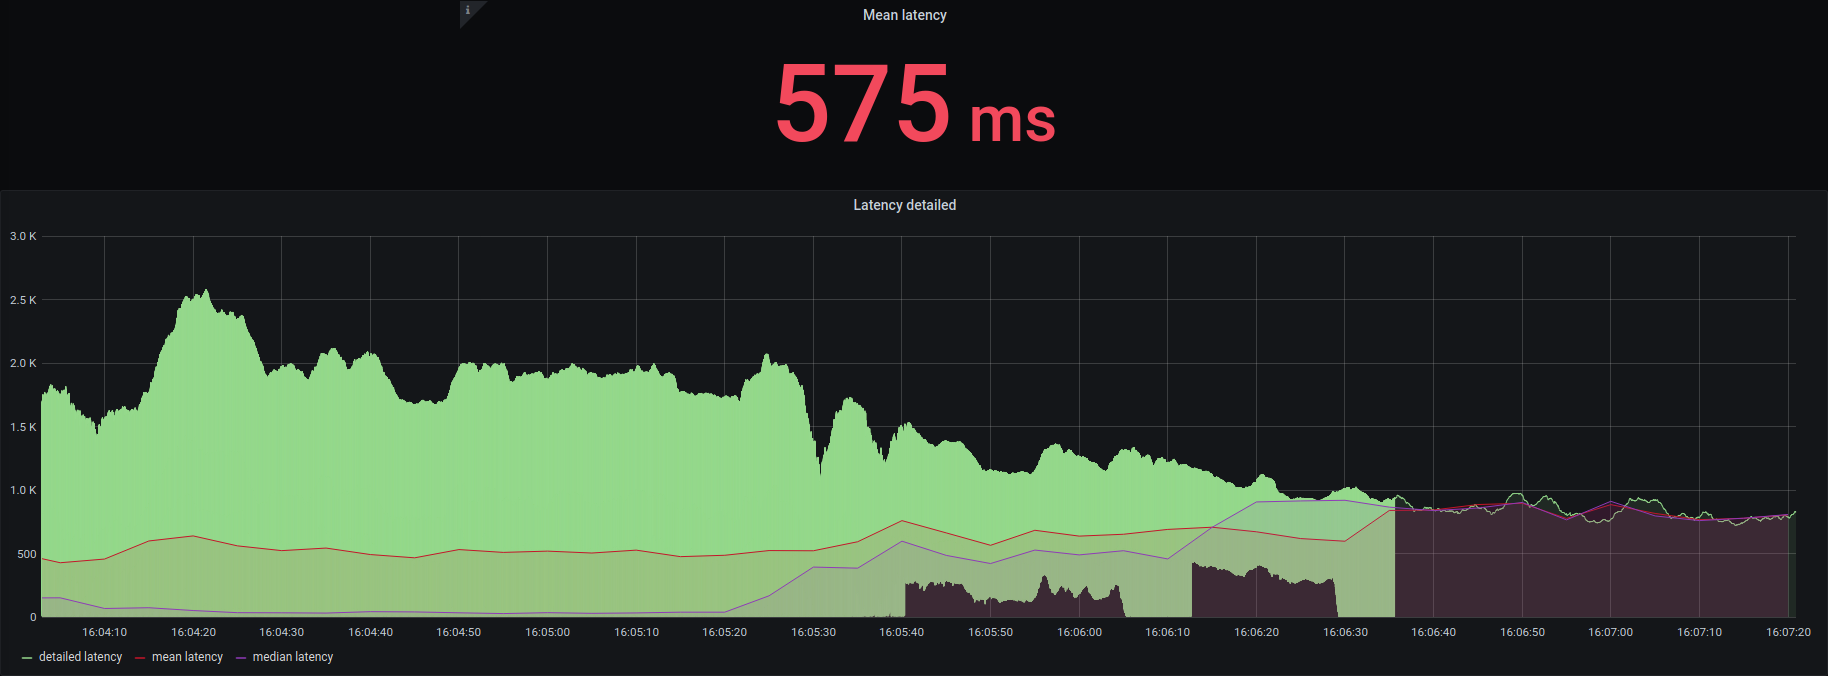 i
Mean latency
575 ms
Latency detailed
3.0 K
2.5 K
2.0 K
1.5 K
1.0 K
500
0
16:04:10 16:04:20 16:04:30 16:04:40 16:04:50 16:05:00 16:05:10 16:05:20 16:05:30 16:05:40 16:05:50 16:06:00 16:06:10 16:06:20 16:06:30 16:06:40 16:06:50 16:07:00 16:07:10 16:07:20
detailed latency mean latency median latency